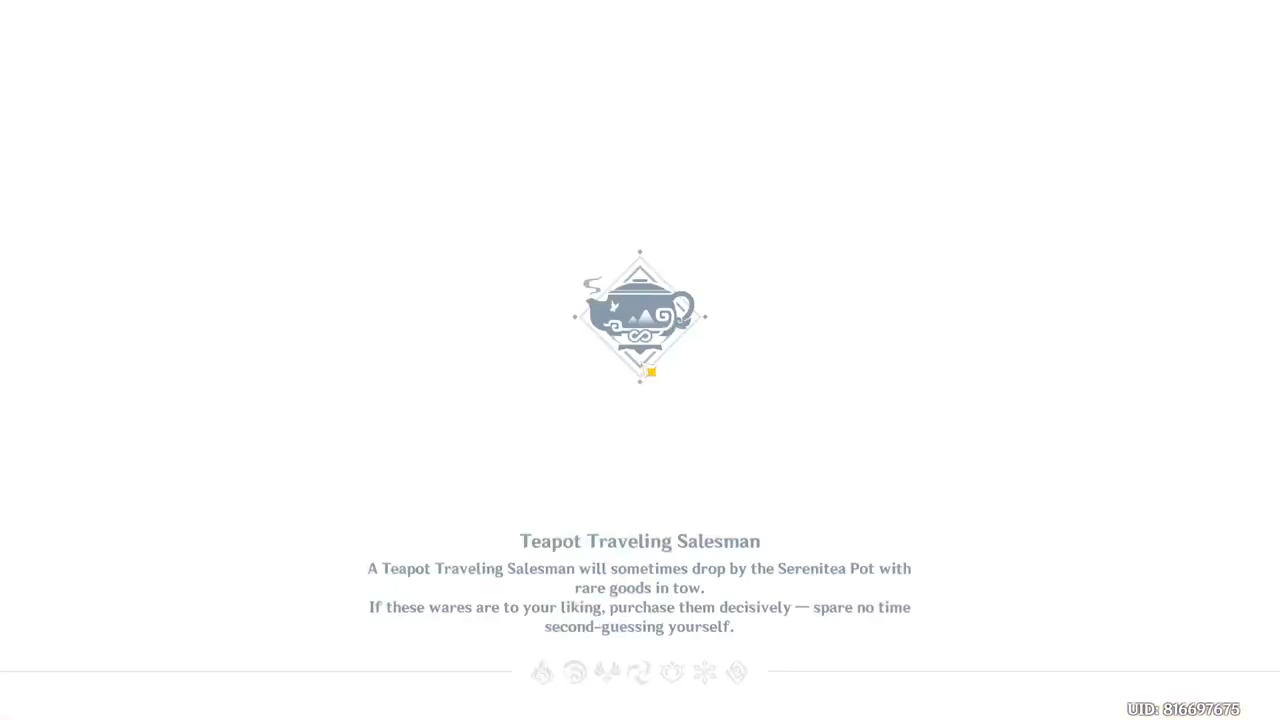 Teapot Traveling Salesman
A Teapot Traveling Salesman will sometimes drop by the Serenitea Pot with
rare goods in tow.
If these wares are to your liking, purchase them decisively — spare no time
second-guessing yourself.
UID: 816697675